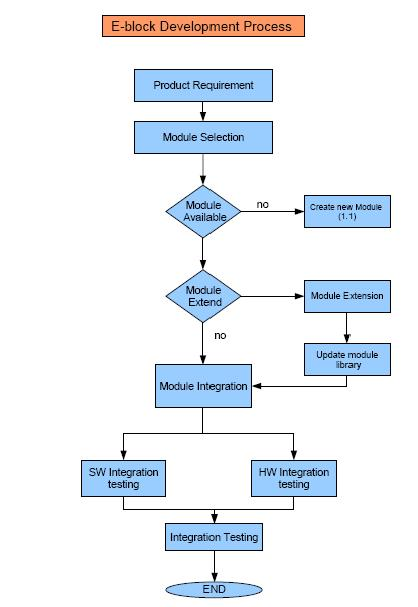 E-block Development Process
Product Requirement
Module Selection
Module
Available
no
Create new Module
(1.1)
Module
Extend
Module Extension
no
Update module
library
Module Integration
SW Integration
testing
HW Integration
testing
Integration Testing
END